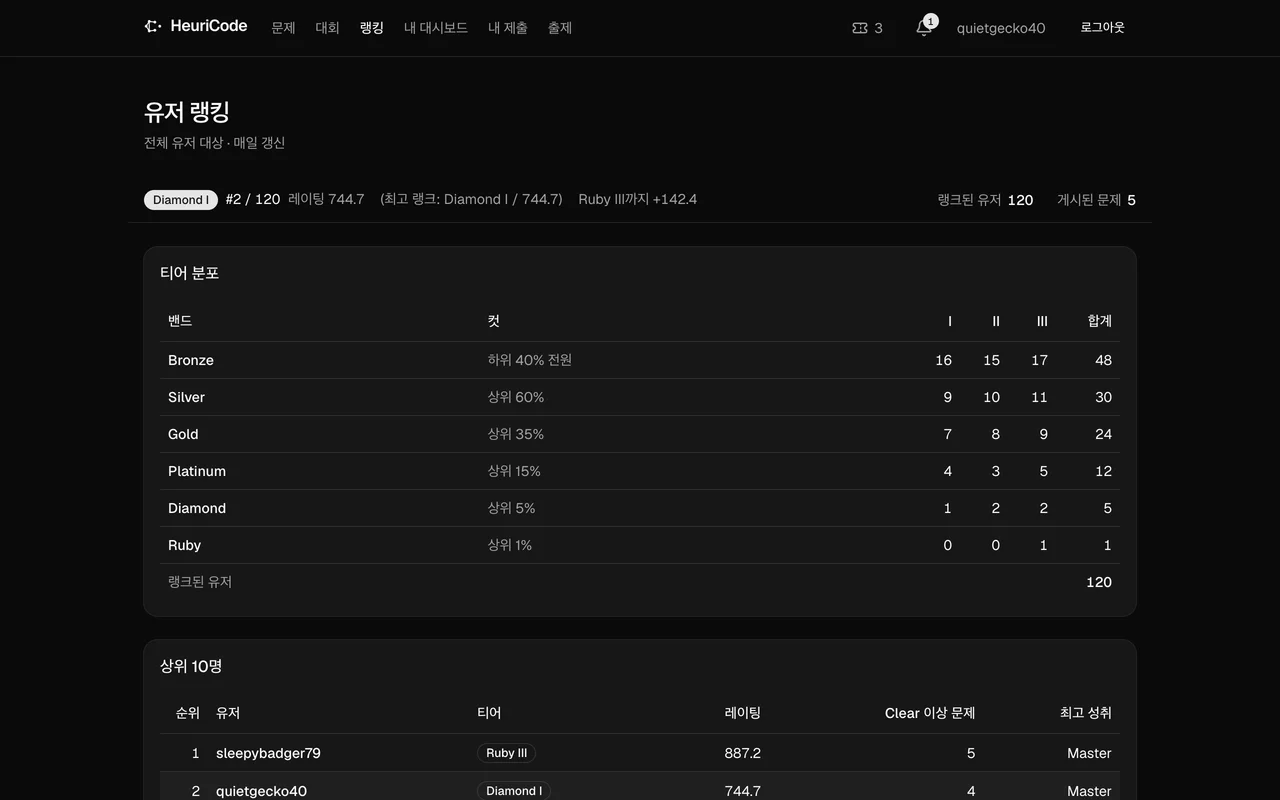 HeuriCode 문제 대회 랭킹 내 대시보드 내 제출 출제 3 1 quietgecko40 로그아웃
유저 랭킹
전체 유저 대상 · 매일 갱신
Diamond I #2 / 120 레이팅 744.7 (최고 랭크: Diamond I / 744.7) Ruby III까지 +142.4 랭크된 유저 120 게시된 문제 5
티어 분포
밴드 컷 I II III 합계
Bronze 하위 40% 전원 16 15 17 48
Silver 상위 60% 9 10 11 30
Gold 상위 35% 7 8 9 24
Platinum 상위 15% 4 3 5 12
Diamond 상위 5% 1 2 2 5
Ruby 상위 1% 0 0 1 1
랭크된 유저 120
상위 10명
순위 유저 티어 레이팅 Clear 이상 문제 최고 성취
1 sleepybadger79 Ruby III 887.2 5 Master
2 quietgecko40 Diamond I 744.7 4 Master